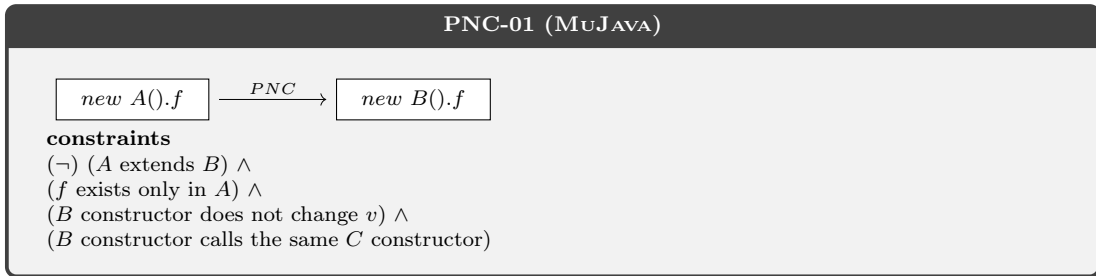 PNC-01 (MUJAVA)
new A().f PNC new B().f
constraints
(¬) (A extends B) ∧
(f exists only in A) ∧
(B constructor does not change v) ∧
(B constructor calls the same C constructor)